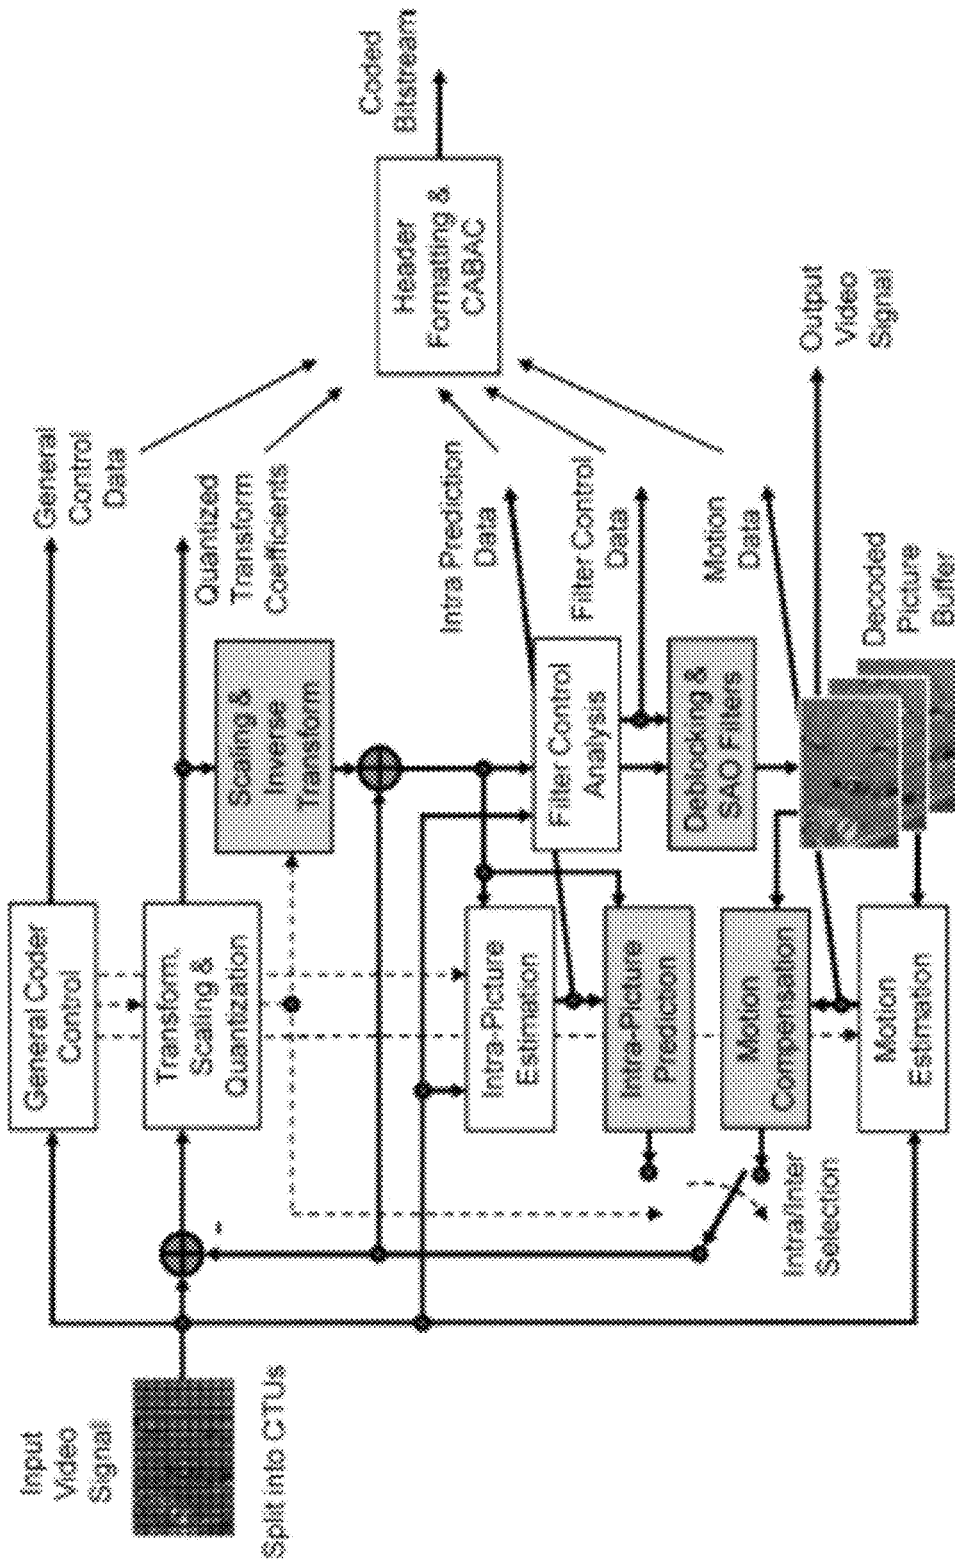 Input
Video
Signal
Split into CTUs
General Coder
Control
Transform,
Scaling &
Quantization
-
Scaling &
Inverse
Transform
General
Control
Data
Quantized
Transform
Coefficients
Header
Formatting &
CABAC
Coded
Bitstream
Intra-Picture
Estimation
Intra-Picture
Prediction
Motion
Compensation
Motion
Estimation
Intra/Inter
Selection
Filter Control
Analysis
Deblocking &
SAO Filters
Intra Prediction
Data
Filter Control
Data
Motion
Data
Decoded
Picture
Buffer
Output
Video
Signal